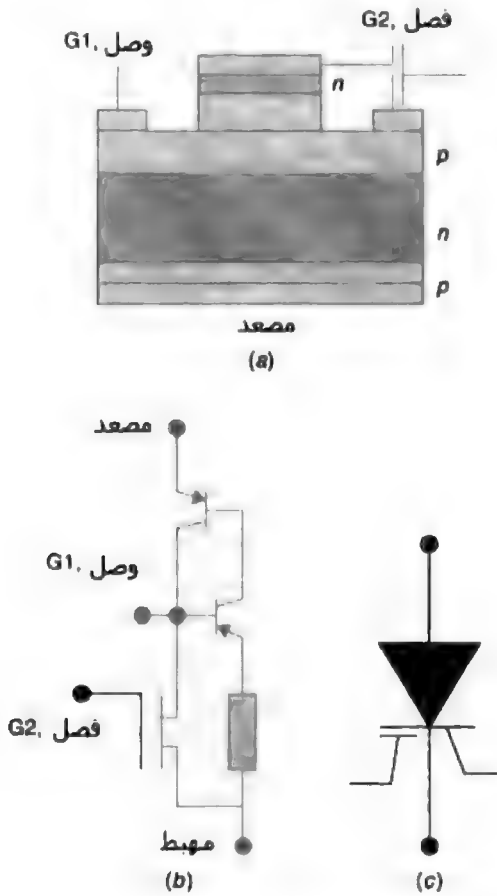 G1, وصل
G2, فصل
n
p
n
p
مصعد
(a)
مصعد
G1, وصل
G2, فصل
مهبط
(b)
(c)